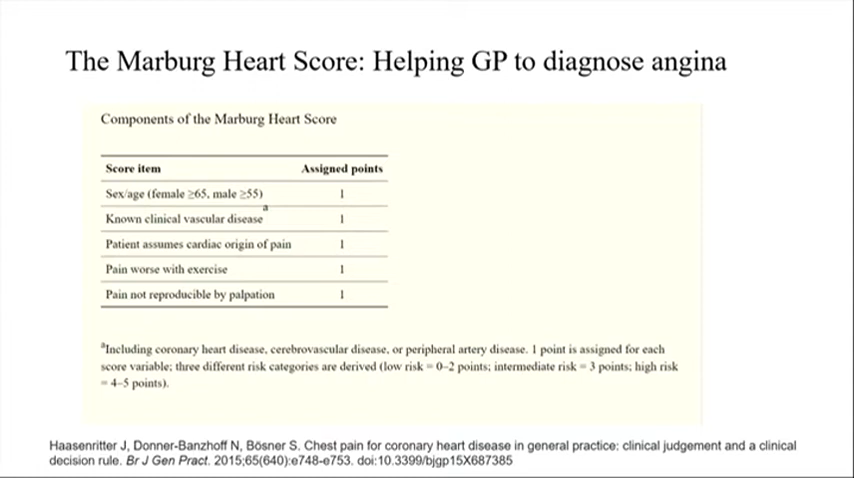 The Marburg Heart Score: Helping GP to diagnose angina
Components of the Marburg Heart Score
Score item Assigned points
Sex/age (female ≥65, male ≥55) 1
Known clinical vascular disease a 1
Patient assumes cardiac origin of pain 1
Pain worse with exercise 1
Pain not reproducible by palpation 1
aIncluding coronary heart disease, cerebrovascular disease, or peripheral artery disease. 1 point is assigned for each
score variable; three different risk categories are derived (low risk = 0–2 points; intermediate risk = 3 points; high risk
= 4–5 points).
Haasenritter J, Donner-Banzhoff N, Bösner S. Chest pain for coronary heart disease in general practice: clinical judgement and a clinical
decision rule. Br J Gen Pract. 2015;65(640):e748-e753. doi:10.3399/bjgp15X687385